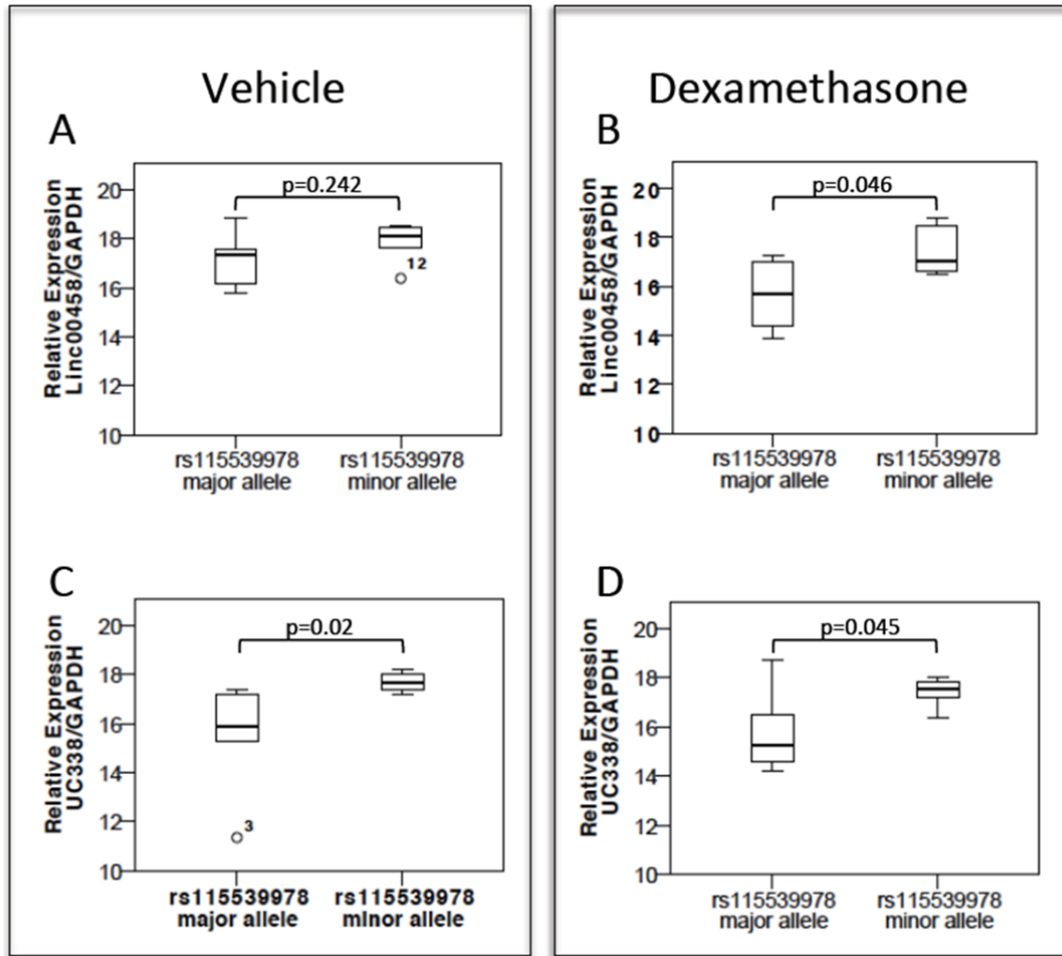 Vehicle
A
Relative Expression
Linc00458/GAPDH
20
18
16
14
12
10
p=0.242
12
rs115539978
major allele
rs115539978
minor allele
C
Relative Expression
UC338/GAPDH
20
18
16
14
12
10
p=0.02
3
rs115539978
major allele
rs115539978
minor allele
Dexamethasone
B
Relative Expression
Linc00458/GAPDH
20
18
16
14
12
10
p=0.046
rs115539978
major allele
rs115539978
minor allele
D
Relative Expression
UC338/GAPDH
20
18
16
14
12
10
p=0.045
rs115539978
major allele
rs115539978
minor allele